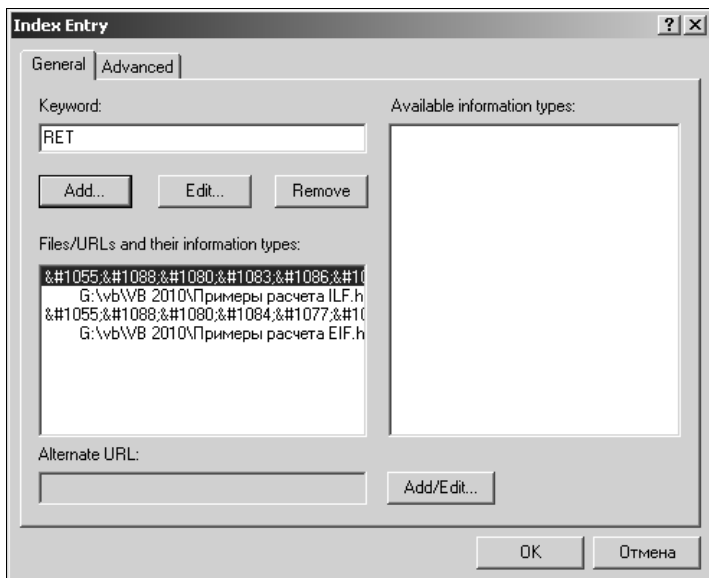 Index Entry
General Advanced
Keyword:
Available information types:
RET
Add... Edit... Remove
Files/URLs and their information types:
&#1055;&#1088;&#1080;&#1083;&#1086;&#10
G:\vb\VB 2010\Примеры расчета ILF.h
&#1055;&#1088;&#1080;&#1084;&#1077;&#10
G:\vb\VB 2010\Примеры расчета EIF.h
Alternate URL:
Add/Edit...
OK Отмена